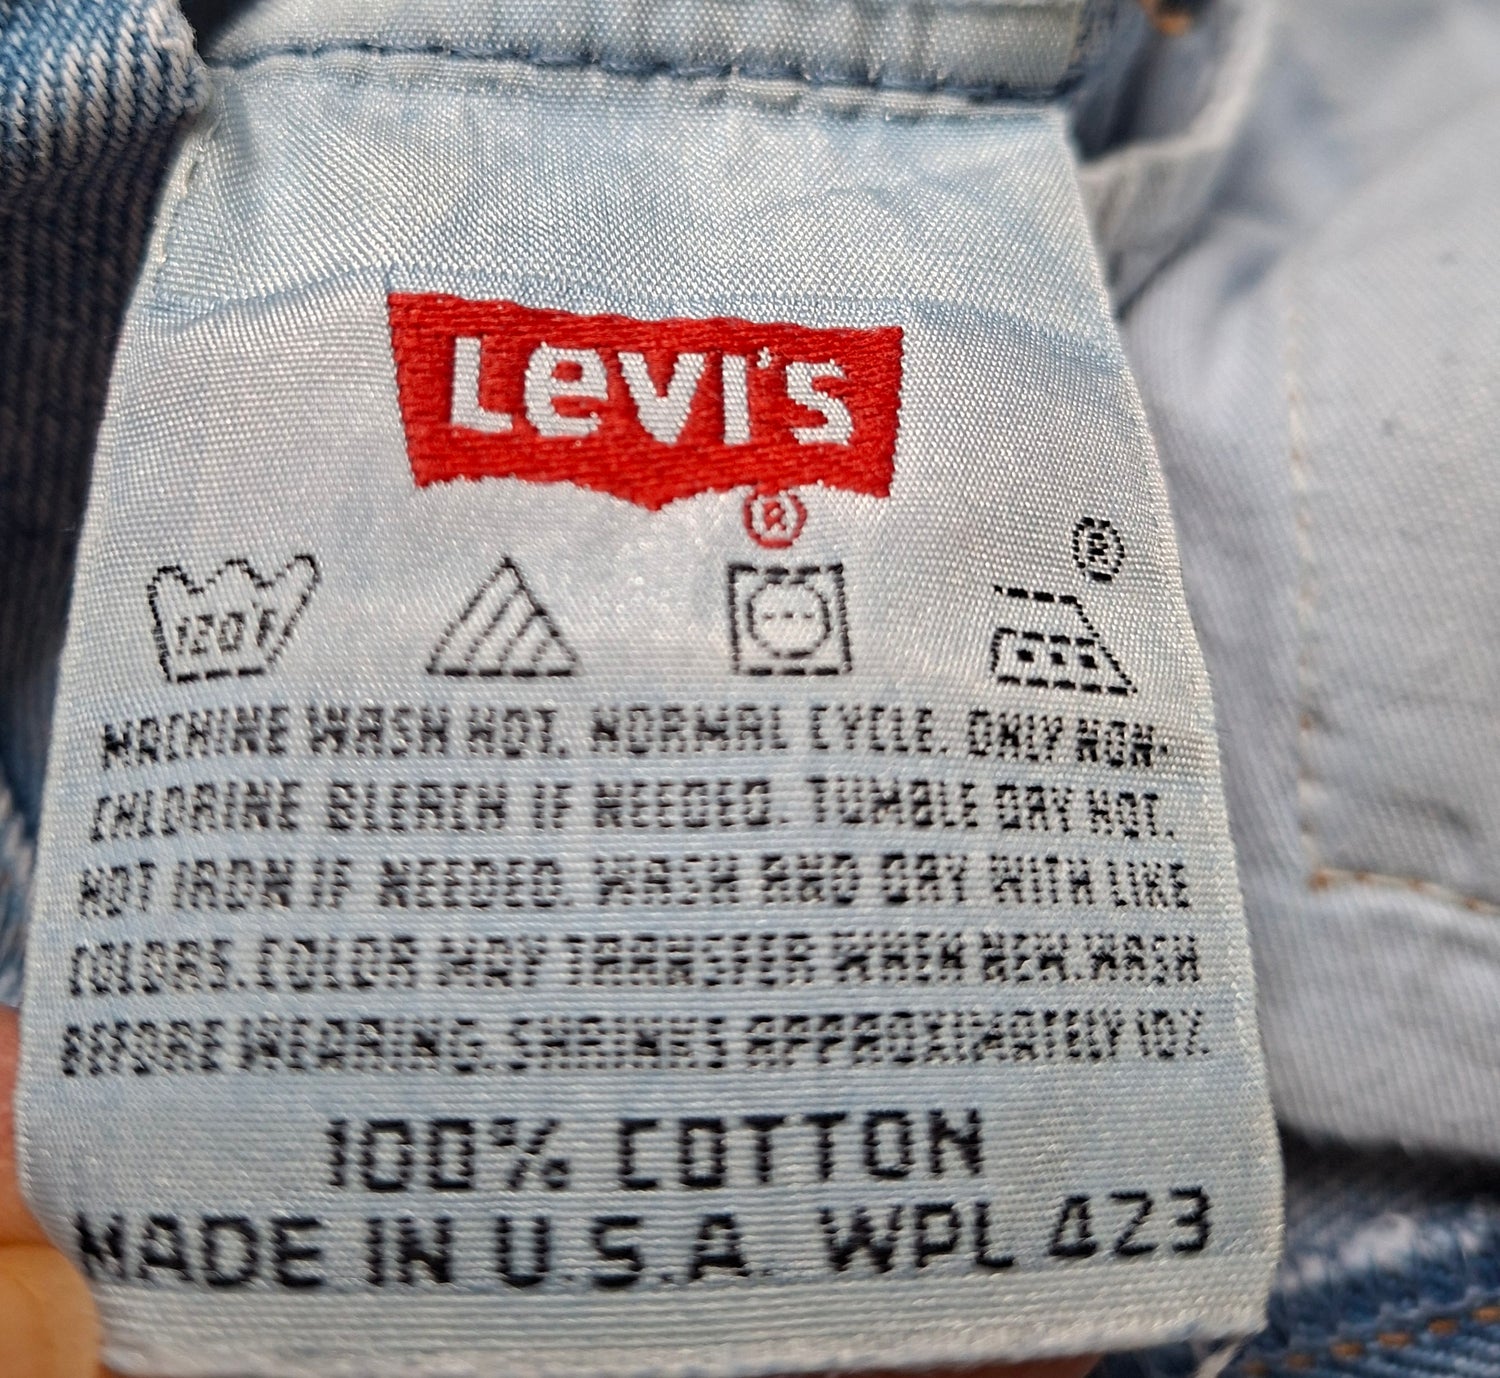 Levi's
®
®
120°F
MACHINE WASH HOT. NORMAL CYCLE. ONLY NON-
CHLORINE BLEACH IF NEEDED. TUMBLE DRY HOT.
HOT IRON IF NEEDED. WASH AND DRY WITH LIKE
COLORS. COLOR MAY TRANSFER WHEN NEW. WASH
BEFORE WEARING. SHRINKS APPROXIMATELY 10%
100% COTTON
MADE IN U.S.A. WPL 423